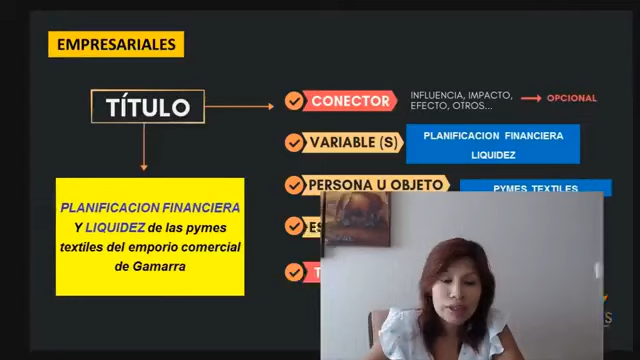 EMPRESARIALES
TÍTULO
CONECTOR
INFLUENCIA, IMPACTO,
EFECTO, OTROS...
OPCIONAL
VARIABLE (S)
PLANIFICACION FINANCIERA
LIQUIDEZ
PERSONA U OBJETO
PYMES TEXTILES
PLANIFICACION FINANCIERA
Y LIQUIDEZ de las pymes
textiles del emporio comercial
de Gamarra